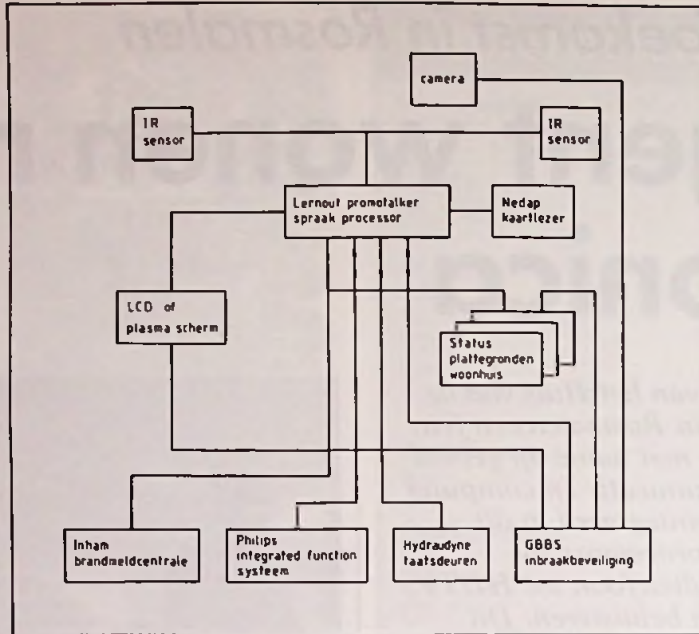 camera
IR
sensor
IR
sensor
Lernout promotalker
spraak processor
Nedap
kaartlezer
LCD of
plasma scherm
Status
plattegronden
woonhuis
Inham
brandmeldcentrale
Philips
integrated function
systeem
Hydraudyne
taatsdeuren
GBBS
inbraakbeveiliging